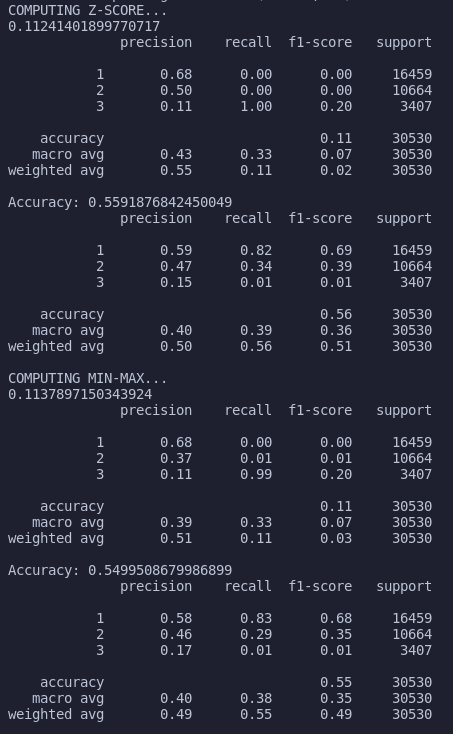 COMPUTING Z-SCORE...
0.11241401899770717
precision recall f1-score support
1 0.68 0.00 0.00 16459
2 0.50 0.00 0.00 10664
3 0.11 1.00 0.20 3407
accuracy 0.11 30530
macro avg 0.43 0.33 0.07 30530
weighted avg 0.55 0.11 0.02 30530
Accuracy: 0.5591876842450049
precision recall f1-score support
1 0.59 0.82 0.69 16459
2 0.47 0.34 0.39 10664
3 0.15 0.01 0.01 3407
accuracy 0.56 30530
macro avg 0.40 0.39 0.36 30530
weighted avg 0.50 0.56 0.51 30530
COMPUTING MIN-MAX...
0.1137897150343924
precision recall f1-score support
1 0.68 0.00 0.00 16459
2 0.37 0.01 0.01 10664
3 0.11 0.99 0.20 3407
accuracy 0.11 30530
macro avg 0.39 0.33 0.07 30530
weighted avg 0.51 0.11 0.03 30530
Accuracy: 0.5499508679986899
precision recall f1-score support
1 0.58 0.83 0.68 16459
2 0.46 0.29 0.35 10664
3 0.17 0.01 0.01 3407
accuracy 0.55 30530
macro avg 0.40 0.38 0.35 30530
weighted avg 0.49 0.55 0.49 30530